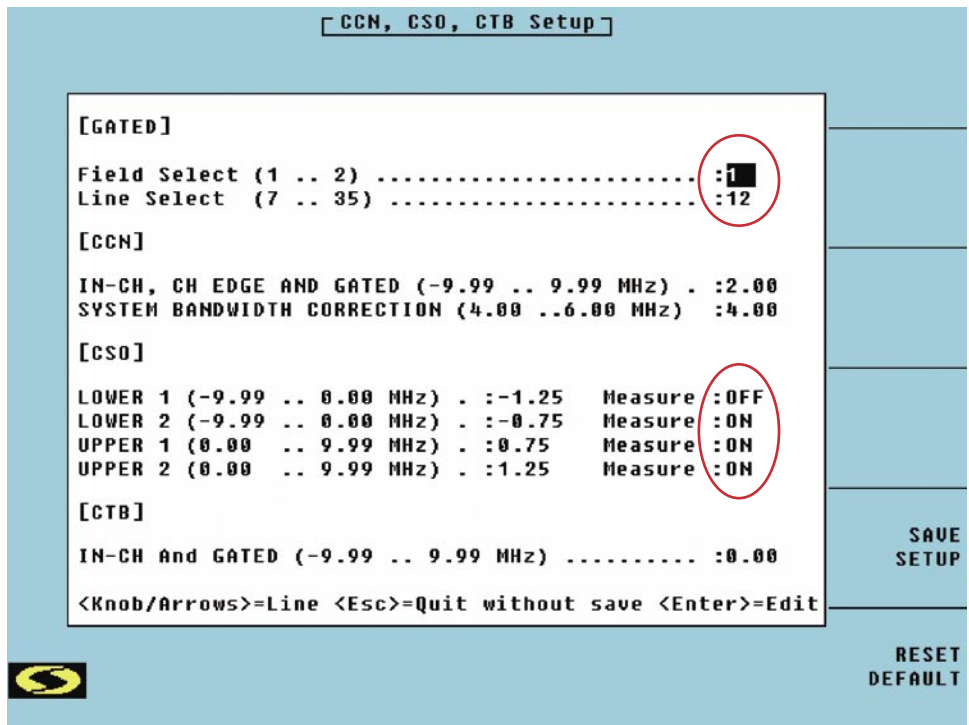 CCN, CSO, CTB Setup
[GATED]
Field Select (1 .. 2) ........................ :1
Line Select (7 .. 35) ....................... :12
[CCN]
IN-CH, CH EDGE AND GATED (-9.99 .. 9.99 MHz) . :2.00
SYSTEM BANDWIDTH CORRECTION (4.00 ..6.00 MHz) :4.00
[CSO]
LOWER 1 (-9.99 .. 0.00 MHz) . :-1.25 Measure :OFF
LOWER 2 (-9.99 .. 0.00 MHz) . :-0.75 Measure :ON
UPPER 1 (0.00 .. 9.99 MHz) . :0.75 Measure :ON
UPPER 2 (0.00 .. 9.99 MHz) . :1.25 Measure :ON
[CTB]
IN-CH And GATED (-9.99 .. 9.99 MHz) .......... :0.00
<Knob/Arrows>=Line <Esc>=Quit without save <Enter>=Edit
SAVE
SETUP
RESET
DEFAULT